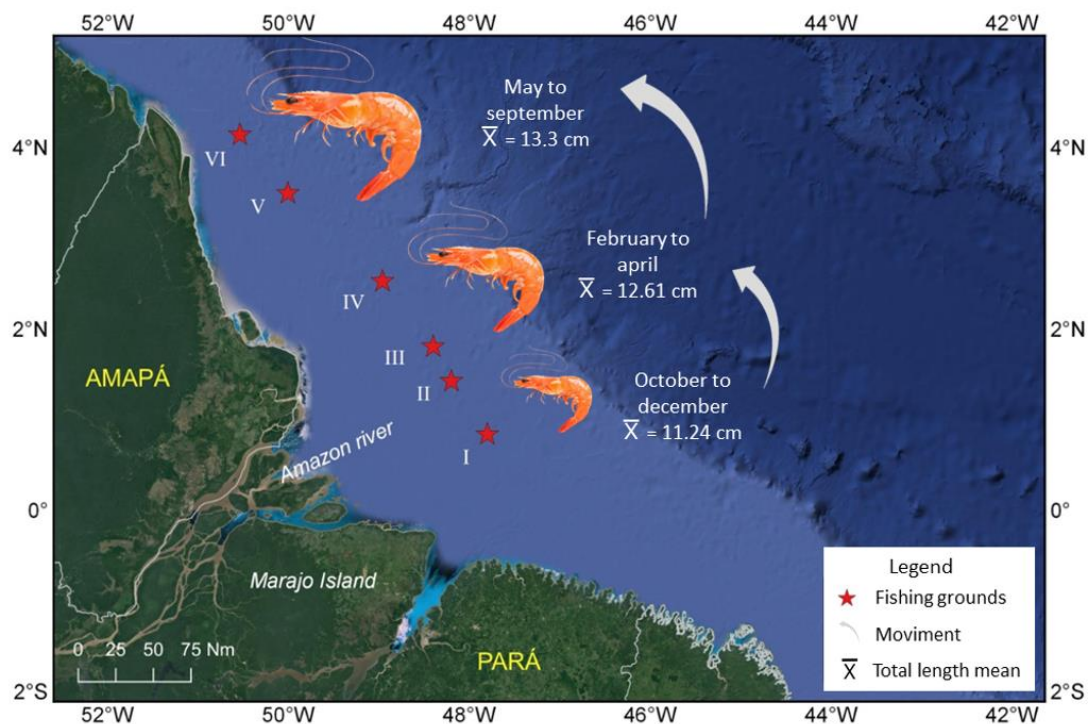 52°W 50°W 48°W 46°W 44°W 42°W
May to
september
X̅ = 13.3 cm
4°N
4°N
VI
V
February to
april
X̅ = 12.61 cm
IV
2°N
2°N
III
AMAPÁ
II
October to
december
X̅ = 11.24 cm
I
Amazon river
0°
0°
Marajo Island
Legend
Fishing grounds
Moviment
X̅ Total length mean
0 25 50 75 Nm
PARÁ
2°S
2°S
52°W 50°W 48°W 46°W 44°W 42°W